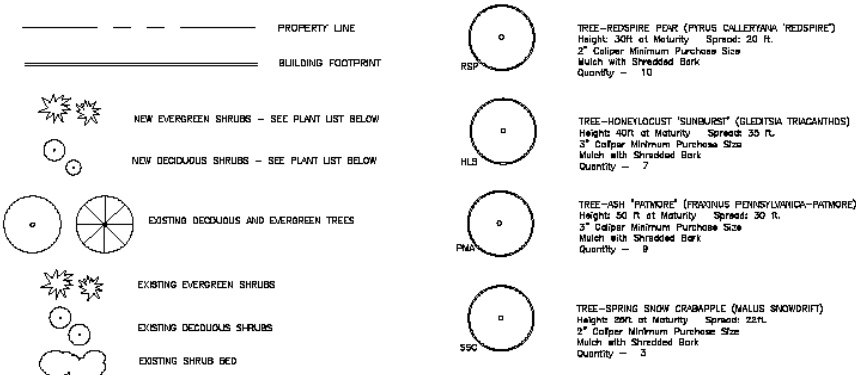 PROPERTY LINE
BUILDING FOOTPRINT
NEW EVERGREEN SHRUBS - SEE PLANT LIST BELOW
NEW DECIDUOUS SHRUBS - SEE PLANT LIST BELOW
EXISTING DECIDUOUS AND EVERGREEN TREES
EXISTING EVERGREEN SHRUBS
EXISTING DECIDUOUS SHRUBS
EXISTING SHRUB BED
RSP
TREE-REDSPIRE PEAR (PYRUS CALLERYANA 'REDSPIRE')
Height: 30ft at Maturity Spread: 20 ft.
2" Caliper Minimum Purchase Size
Mulch with Shredded Bark
Quantity - 10
HLS
TREE-HONEYLOCUST 'SUNBURST' (GLEDITSIA TRIACANTHOS)
Height: 40ft at Maturity Spread: 35 ft.
3" Caliper Minimum Purchase Size
Mulch with Shredded Bark
Quantity - 7
PMA
TREE-ASH 'PATMORE' (FRAXINUS PENNSYLVANICA-PATMORE)
Height: 50 ft at Maturity Spread: 30 ft.
3" Caliper Minimum Purchase Size
Mulch with Shredded Bark
Quantity - 9
SSC
TREE-SPRING SNOW CRABAPPLE (MALUS SNOWDRIFT)
Height: 25ft. at Maturity Spread: 22ft.
2" Caliper Minimum Purchase Size
Mulch with Shredded Bark
Quantity - 3